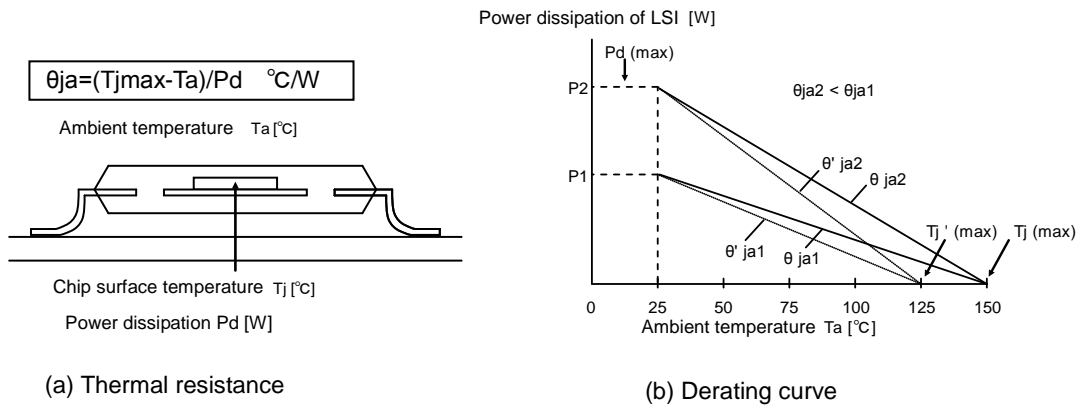 θja=(Tjmax-Ta)/Pd   ℃/W
Ambient temperature  Ta [℃]
Chip surface temperature  Tj [℃]
Power dissipation Pd [W]
(a) Thermal resistance
Power dissipation of LSI [W]
Pd (max)
P2
θja2 < θja1
P1
θ' ja2
θ ja2
Tj ' (max)
Tj (max)
θ' ja1
θ ja1
0 25 50 75 100 125 150
Ambient temperature  Ta [℃]
(b) Derating curve